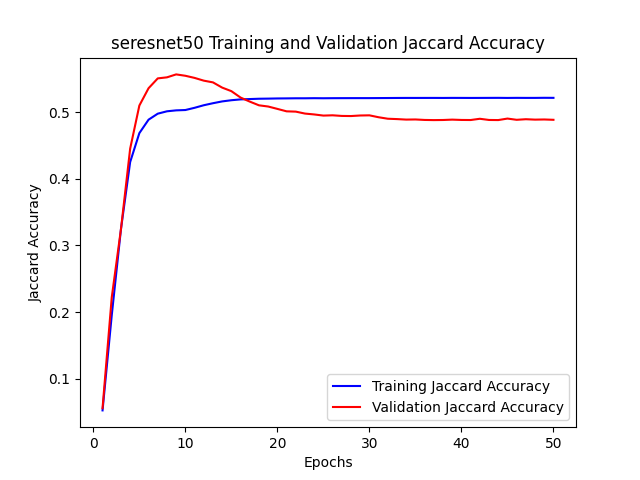 seresnet50 Training and Validation Jaccard Accuracy
Jaccard Accuracy
0.5
0.4
0.3
0.2
0.1
Training Jaccard Accuracy
Validation Jaccard Accuracy
0 10 20 30 40 50
Epochs